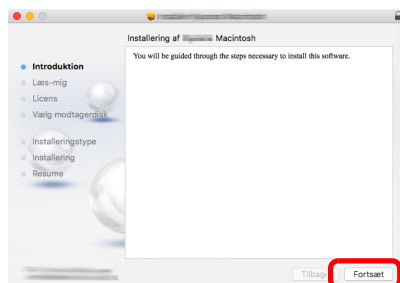 Installering af Macintosh
You will be guided through the steps necessary to install this software.
Introduktion
Læs-mig
Licens
Vælg modtagerdisk
Installeringstype
Installering
Resume
Fortsæt